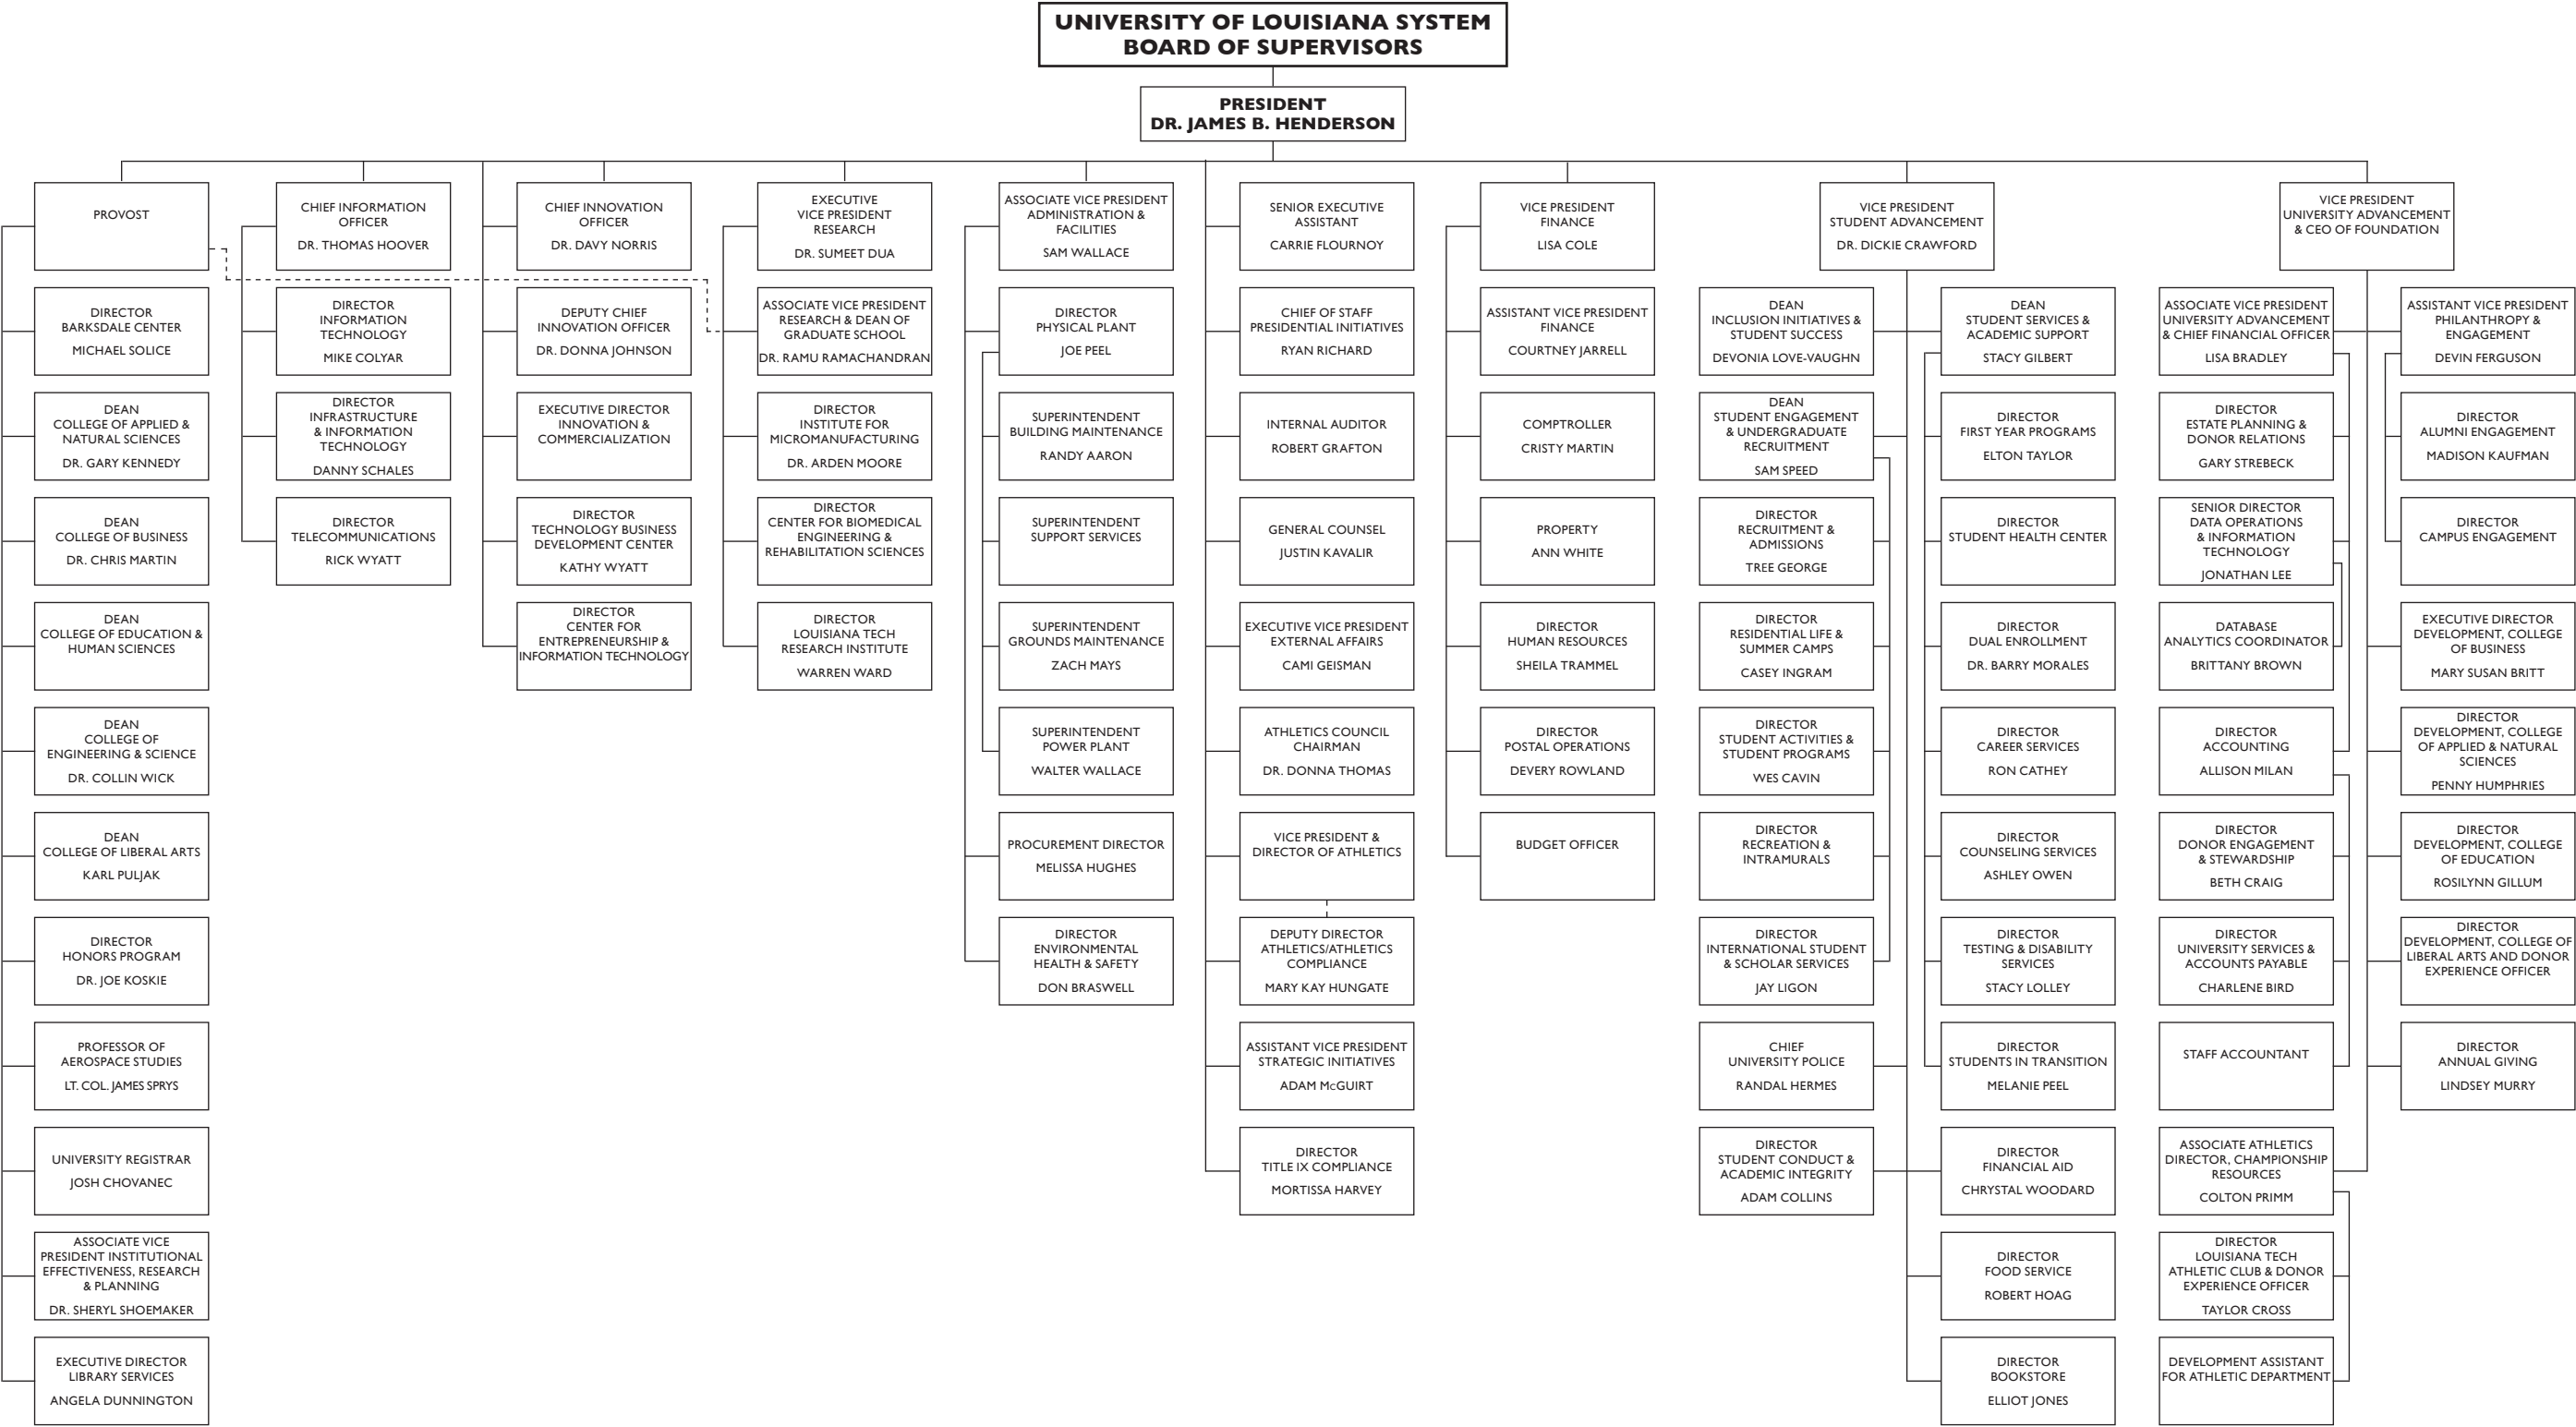 UNIVERSITY OF LOUISIANA SYSTEM
BOARD OF SUPERVISORS
PRESIDENT
DR. JAMES B. HENDERSON
PROVOST
DIRECTOR
BARKSDALE CENTER
MICHAEL SOLICE
DEAN
COLLEGE OF APPLIED &
NATURAL SCIENCES
DR. GARY KENNEDY
DEAN
COLLEGE OF BUSINESS
DR. CHRIS MARTIN
DEAN
COLLEGE OF EDUCATION &
HUMAN SCIENCES
DEAN
COLLEGE OF
ENGINEERING & SCIENCE
DR. COLLIN WICK
DEAN
COLLEGE OF LIBERAL ARTS
KARL PULJAK
DIRECTOR
HONORS PROGRAM
DR. JOE KOSKIE
PROFESSOR OF
AEROSPACE STUDIES
LT. COL. JAMES SPRYS
UNIVERSITY REGISTRAR
JOSH CHOVANEC
ASSOCIATE VICE
PRESIDENT INSTITUTIONAL
EFFECTIVENESS, RESEARCH
& PLANNING
DR. SHERYL SHOEMAKER
EXECUTIVE DIRECTOR
LIBRARY SERVICES
ANGELA DUNNINGTON
CHIEF INFORMATION
OFFICER
DR. THOMAS HOOVER
DIRECTOR
INFORMATION
TECHNOLOGY
MIKE COLYAR
DIRECTOR
INFRASTRUCTURE
& INFORMATION
TECHNOLOGY
DANNY SCHALES
DIRECTOR
TELECOMMUNICATIONS
RICK WYATT
CHIEF INNOVATION
OFFICER
DR. DAVY NORRIS
DEPUTY CHIEF
INNOVATION OFFICER
DR. DONNA JOHNSON
EXECUTIVE DIRECTOR
INNOVATION &
COMMERCIALIZATION
DIRECTOR
TECHNOLOGY BUSINESS
DEVELOPMENT CENTER
KATHY WYATT
DIRECTOR
CENTER FOR
ENTREPRENEURSHIP &
INFORMATION TECHNOLOGY
EXECUTIVE
VICE PRESIDENT
RESEARCH
DR. SUMEET DUA
ASSOCIATE VICE PRESIDENT
RESEARCH & DEAN OF
GRADUATE SCHOOL
DR. RAMU RAMACHANDRAN
DIRECTOR
INSTITUTE FOR
MICROMANUFACTURING
DR. ARDEN MOORE
DIRECTOR
CENTER FOR BIOMEDICAL
ENGINEERING &
REHABILITATION SCIENCES
DIRECTOR
LOUISIANA TECH
RESEARCH INSTITUTE
WARREN WARD
ASSOCIATE VICE PRESIDENT
ADMINISTRATION &
FACILITIES
SAM WALLACE
DIRECTOR
PHYSICAL PLANT
JOE PEEL
SUPERINTENDENT
BUILDING MAINTENANCE
RANDY AARON
SUPERINTENDENT
SUPPORT SERVICES
SUPERINTENDENT
GROUNDS MAINTENANCE
ZACH MAYS
SUPERINTENDENT
POWER PLANT
WALTER WALLACE
PROCUREMENT DIRECTOR
MELISSA HUGHES
DIRECTOR
ENVIRONMENTAL
HEALTH & SAFETY
DON BRASWELL
SENIOR EXECUTIVE
ASSISTANT
CARRIE FLOURNOY
CHIEF OF STAFF
PRESIDENTIAL INITIATIVES
RYAN RICHARD
INTERNAL AUDITOR
ROBERT GRAFTON
GENERAL COUNSEL
JUSTIN KAVALIR
EXECUTIVE VICE PRESIDENT
EXTERNAL AFFAIRS
CAMI GEISMAN
ATHLETICS COUNCIL
CHAIRMAN
DR. DONNA THOMAS
VICE PRESIDENT &
DIRECTOR OF ATHLETICS
DEPUTY DIRECTOR
ATHLETICS/ATHLETICS
COMPLIANCE
MARY KAY HUNGATE
ASSISTANT VICE PRESIDENT
STRATEGIC INITIATIVES
ADAM McGUIRT
DIRECTOR
TITLE IX COMPLIANCE
MORTISSA HARVEY
VICE PRESIDENT
FINANCE
LISA COLE
ASSISTANT VICE PRESIDENT
FINANCE
COURTNEY JARRELL
COMPTROLLER
CRISTY MARTIN
PROPERTY
ANN WHITE
DIRECTOR
HUMAN RESOURCES
SHEILA TRAMMEL
DIRECTOR
POSTAL OPERATIONS
DEVERY ROWLAND
BUDGET OFFICER
VICE PRESIDENT
STUDENT ADVANCEMENT
DR. DICKIE CRAWFORD
DEAN
INCLUSION INITIATIVES &
STUDENT SUCCESS
DEVONIA LOVE-VAUGHN
DEAN
STUDENT ENGAGEMENT
& UNDERGRADUATE
RECRUITMENT
SAM SPEED
DIRECTOR
RECRUITMENT &
ADMISSIONS
TREE GEORGE
DIRECTOR
RESIDENTIAL LIFE &
SUMMER CAMPS
CASEY INGRAM
DIRECTOR
STUDENT ACTIVITIES &
STUDENT PROGRAMS
WES CAVIN
DIRECTOR
RECREATION &
INTRAMURALS
DIRECTOR
INTERNATIONAL STUDENT
& SCHOLAR SERVICES
JAY LIGON
CHIEF
UNIVERSITY POLICE
RANDAL HERMES
DIRECTOR
STUDENT CONDUCT &
ACADEMIC INTEGRITY
ADAM COLLINS
DEAN
STUDENT SERVICES &
ACADEMIC SUPPORT
STACY GILBERT
DIRECTOR
FIRST YEAR PROGRAMS
ELTON TAYLOR
DIRECTOR
STUDENT HEALTH CENTER
DIRECTOR
DUAL ENROLLMENT
DR. BARRY MORALES
DIRECTOR
CAREER SERVICES
RON CATHEY
DIRECTOR
COUNSELING SERVICES
ASHLEY OWEN
DIRECTOR
TESTING & DISABILITY
SERVICES
STACY LOLLEY
DIRECTOR
STUDENTS IN TRANSITION
MELANIE PEEL
DIRECTOR
FINANCIAL AID
CHRYSTAL WOODARD
DIRECTOR
FOOD SERVICE
ROBERT HOAG
DIRECTOR
BOOKSTORE
ELLIOT JONES
VICE PRESIDENT
UNIVERSITY ADVANCEMENT
& CEO OF FOUNDATION
ASSOCIATE VICE PRESIDENT
UNIVERSITY ADVANCEMENT
& CHIEF FINANCIAL OFFICER
LISA BRADLEY
DIRECTOR
ESTATE PLANNING &
DONOR RELATIONS
GARY STREBECK
SENIOR DIRECTOR
DATA OPERATIONS
& INFORMATION
TECHNOLOGY
JONATHAN LEE
DATABASE
ANALYTICS COORDINATOR
BRITTANY BROWN
DIRECTOR
ACCOUNTING
ALLISON MILAN
DIRECTOR
DONOR ENGAGEMENT
& STEWARDSHIP
BETH CRAIG
DIRECTOR
UNIVERSITY SERVICES &
ACCOUNTS PAYABLE
CHARLENE BIRD
STAFF ACCOUNTANT
ASSOCIATE ATHLETICS
DIRECTOR, CHAMPIONSHIP
RESOURCES
COLTON PRIMM
DIRECTOR
LOUISIANA TECH
ATHLETIC CLUB & DONOR
EXPERIENCE OFFICER
TAYLOR CROSS
DEVELOPMENT ASSISTANT
FOR ATHLETIC DEPARTMENT
ASSISTANT VICE PRESIDENT
PHILANTHROPY &
ENGAGEMENT
DEVIN FERGUSON
DIRECTOR
ALUMNI ENGAGEMENT
MADISON KAUFMAN
DIRECTOR
CAMPUS ENGAGEMENT
EXECUTIVE DIRECTOR
DEVELOPMENT, COLLEGE
OF BUSINESS
MARY SUSAN BRITT
DIRECTOR
DEVELOPMENT, COLLEGE
OF APPLIED & NATURAL
SCIENCES
PENNY HUMPHRIES
DIRECTOR
DEVELOPMENT, COLLEGE
OF EDUCATION
ROSILYNN GILLUM
DIRECTOR
DEVELOPMENT, COLLEGE OF
LIBERAL ARTS AND DONOR
EXPERIENCE OFFICER
DIRECTOR
ANNUAL GIVING
LINDSEY MURRY